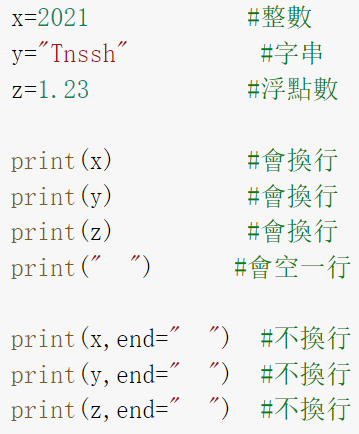 x=2021 #整數
y="Tnssh" #字串
z=1.23 #浮點數
print(x) #會換行
print(y) #會換行
print(z) #會換行
print("  ") #會空一行
print(x,end="  ") #不換行
print(y,end="  ") #不換行
print(z,end="  ") #不換行